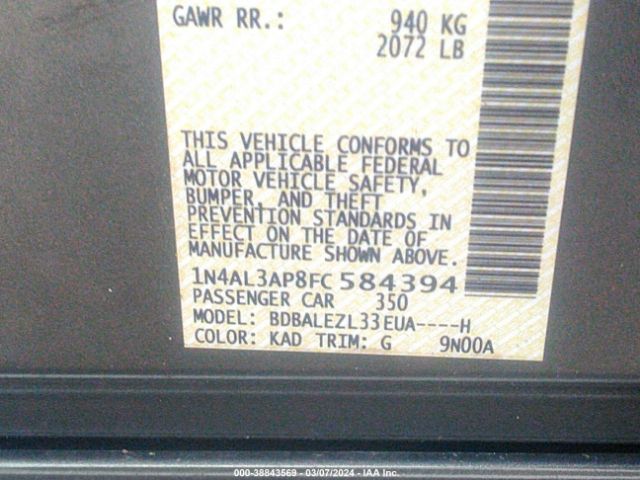 GAWR RR.: 940 KG
2072 LB
THIS VEHICLE CONFORMS TO
ALL APPLICABLE FEDERAL
MOTOR VEHICLE SAFETY,
BUMPER, AND THEFT
PREVENTION STANDARDS IN
EFFECT ON THE DATE OF
MANUFACTURE SHOWN ABOVE.
1N4AL3AP8FC 584394
PASSENGER CAR 350
MODEL: BDBALEZL33EUA----H
COLOR: KAD TRIM: G 9N00A
000-38843569 - 03/07/2024 - IAA Inc.